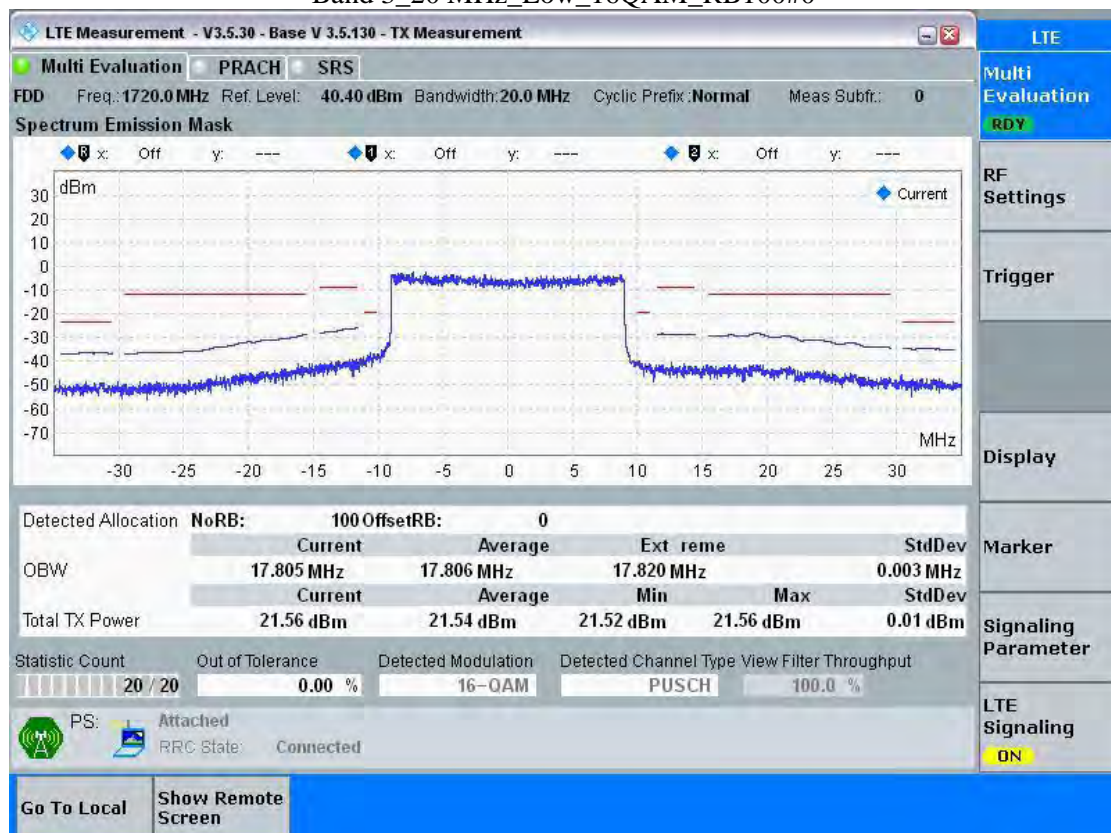 Band 3_20 MHz_Low_16QAM_RB100#0
LTE Measurement - V3.5.30 - Base V 3.5.130 - TX Measurement
LTE
Multi Evaluation PRACH SRS
Multi Evaluation
RDY
FDD Freq.: 1720.0 MHz Ref. Level: 40.40 dBm Bandwidth: 20.0 MHz Cyclic Prefix: Normal Meas Subfr.: 0
Spectrum Emission Mask
R x: Off y: --- 1 x: Off y: --- 2 x: Off y: ---
dBm
Current
30
20
10
0
-10
-20
-30
-40
-50
-60
-70
MHz
-30 -25 -20 -15 -10 -5 0 5 10 15 20 25 30
RF Settings
Trigger
Display
Marker
Signaling Parameter
LTE Signaling
ON
Detected Allocation NoRB: 100 OffsetRB: 0
Current Average Ext reme StdDev
OBW 17.805 MHz 17.806 MHz 17.820 MHz 0.003 MHz
Current Average Min Max StdDev
Total TX Power 21.56 dBm 21.54 dBm 21.52 dBm 21.56 dBm 0.01 dBm
Statistic Count Out of Tolerance Detected Modulation Detected Channel Type View Filter Throughput
20 / 20 0.00 % 16-QAM PUSCH 100.0 %
PS: Attached
RRC State: Connected
Go To Local
Show Remote Screen